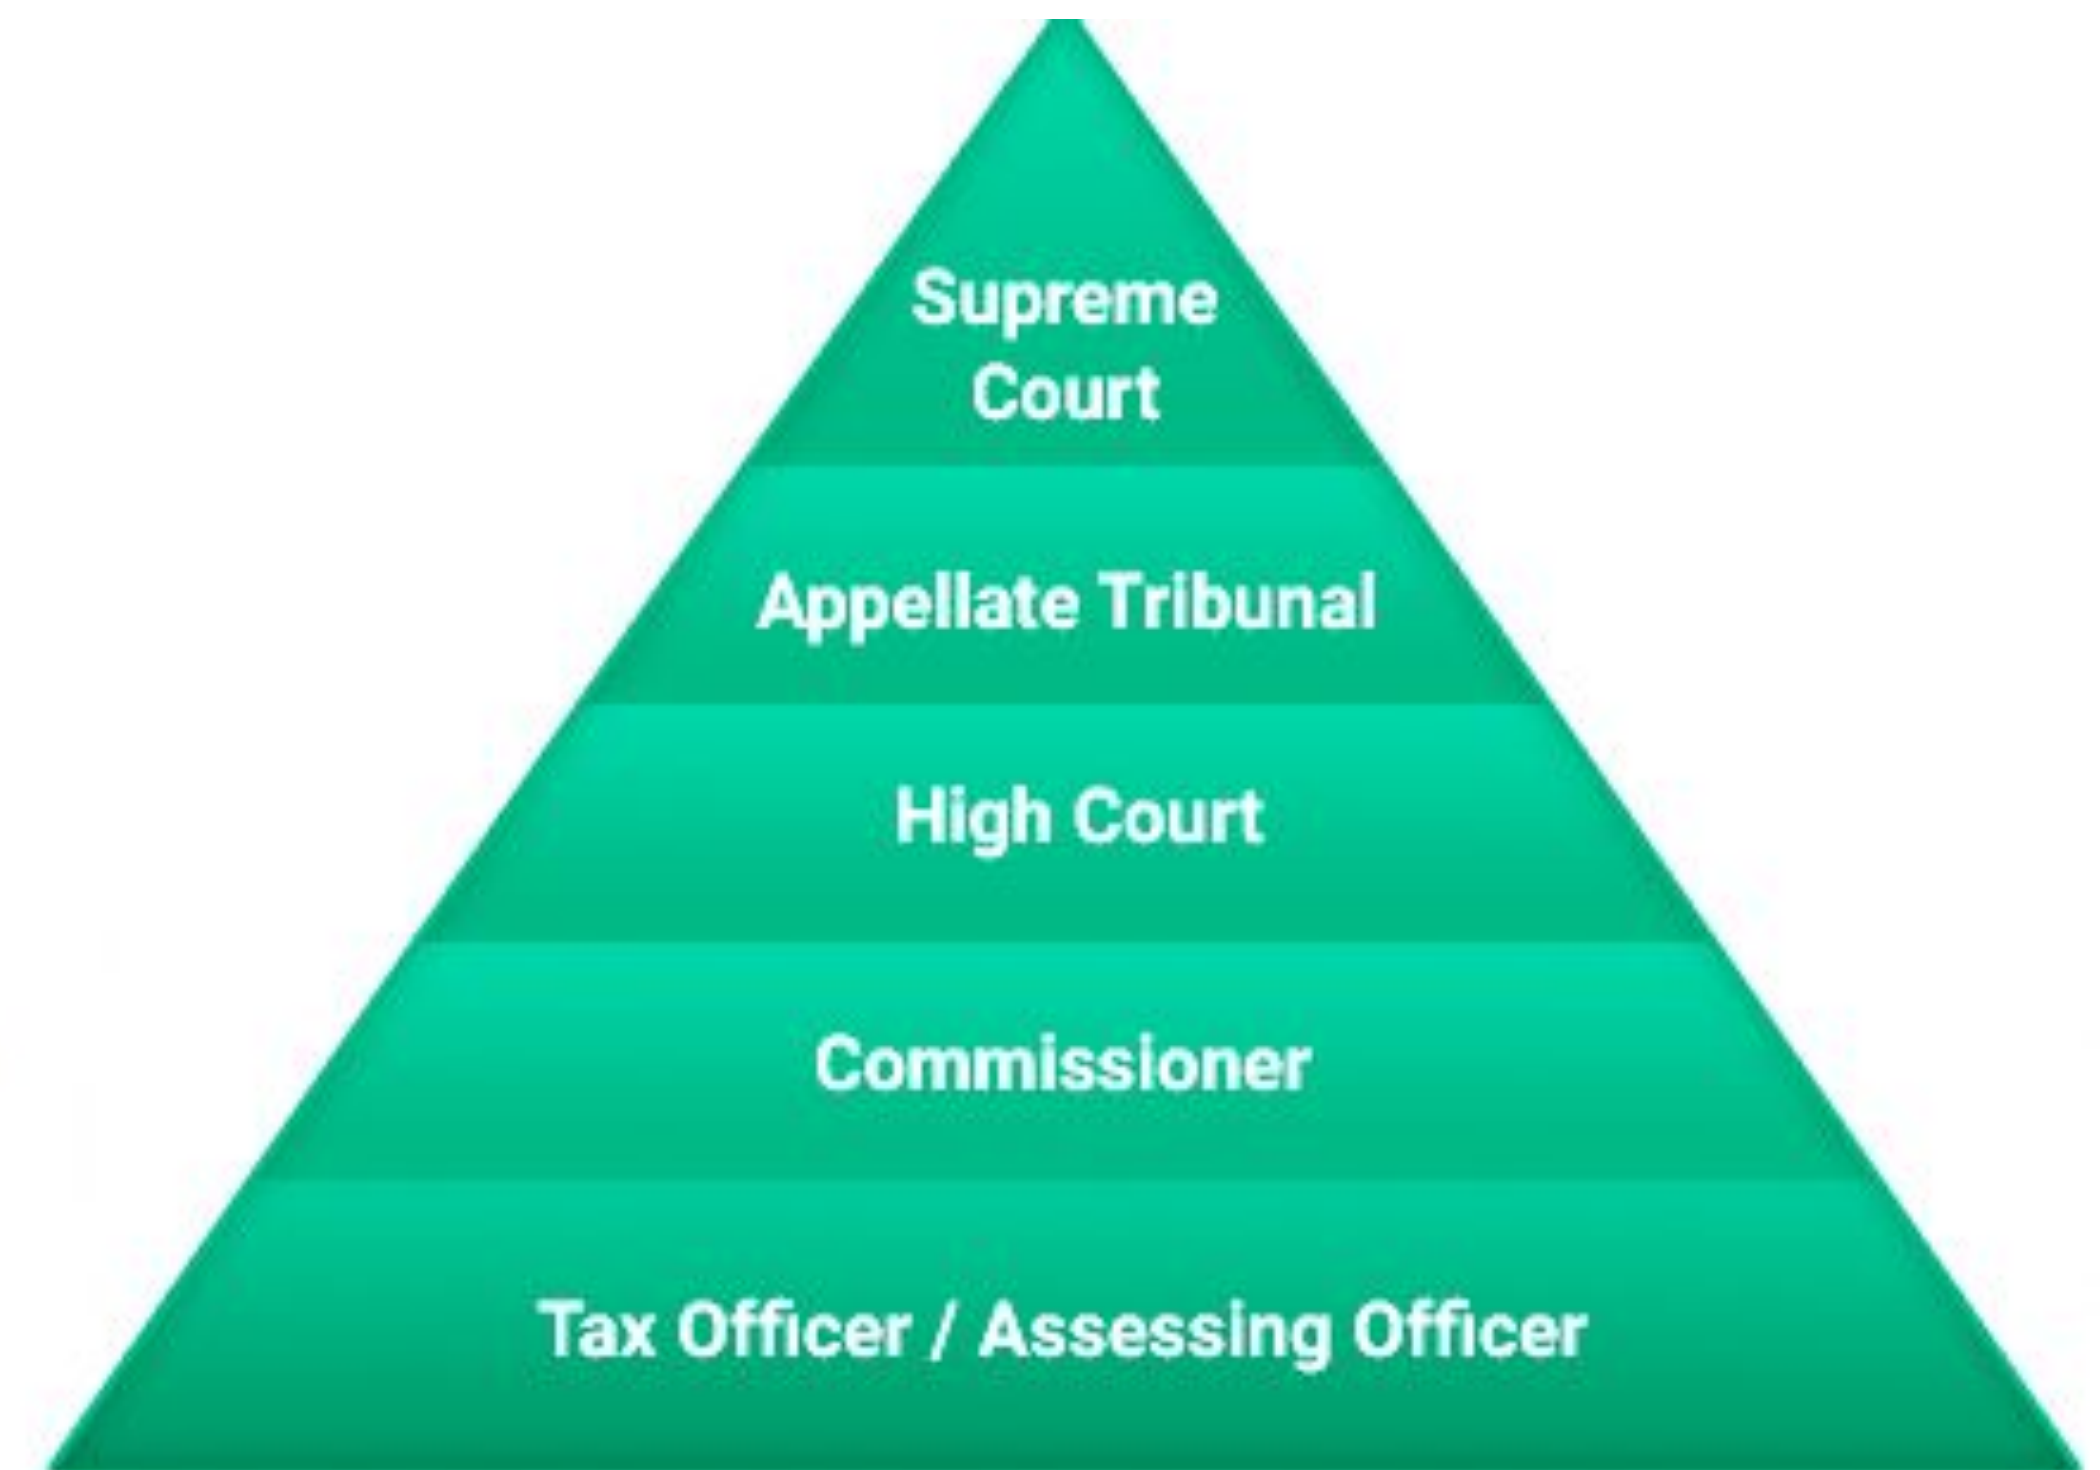 Supreme
Court
Appellate Tribunal
High Court
Commissioner
Tax Officer / Assessing Officer